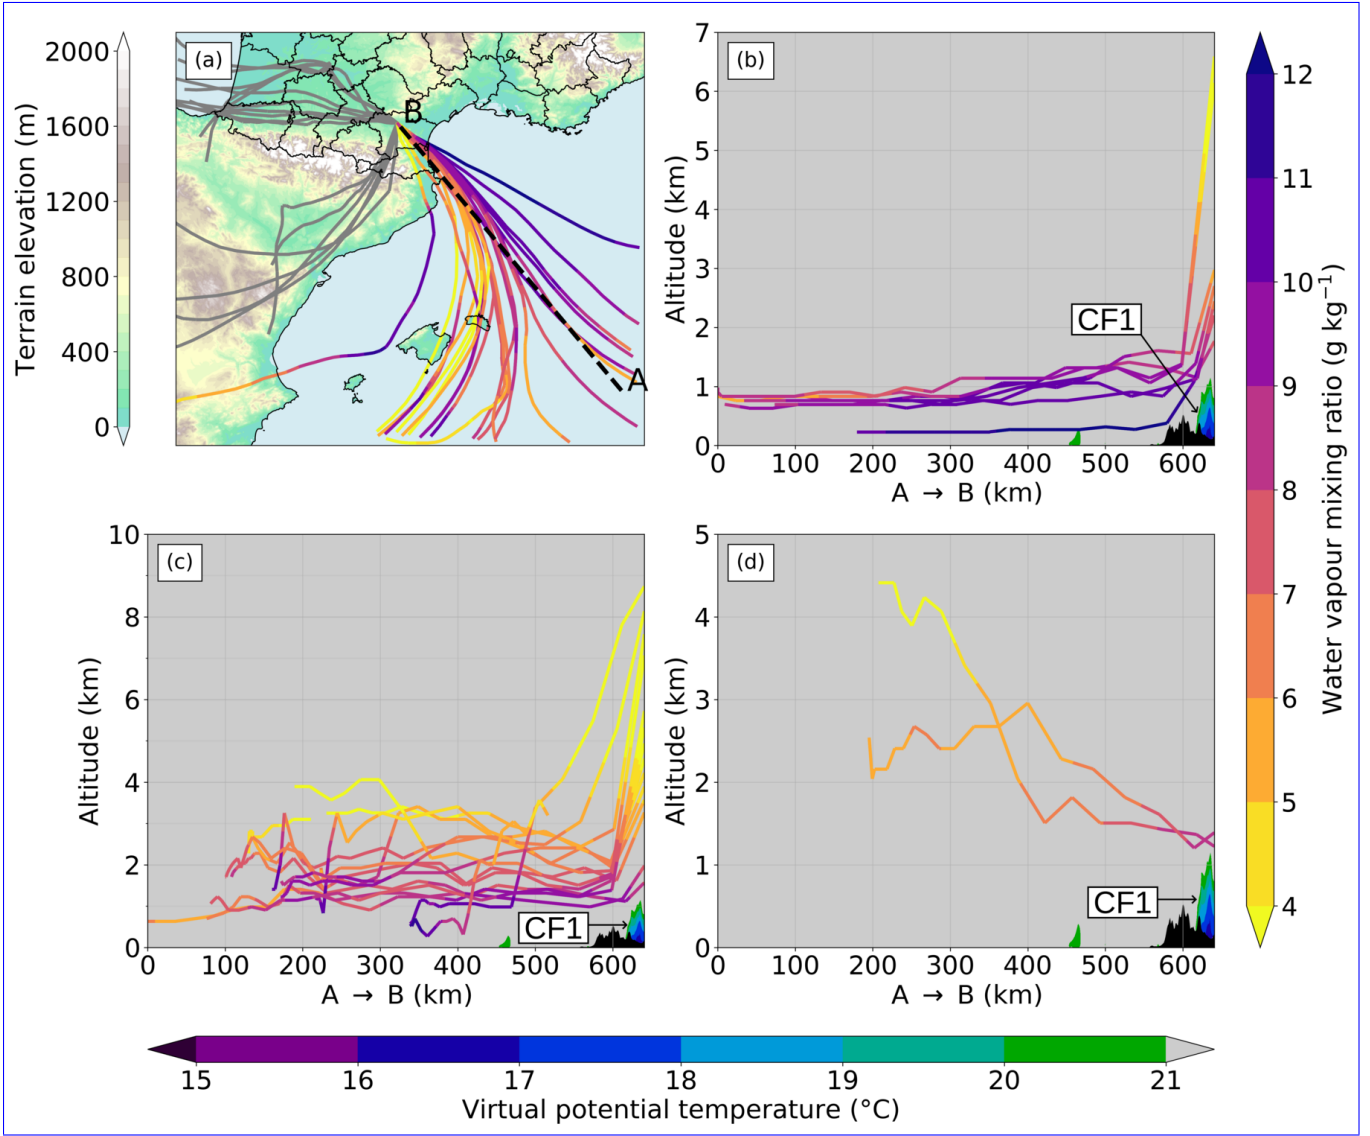 (a)
2000
1600
1200
800
400
0
Terrain elevation (m)
B
A
(b)
7
6
5
4
3
2
1
0
Altitude (km)
CF1
0 100 200 300 400 500 600
A → B (km)
12
11
10
9
8
7
6
5
4
Water vapour mixing ratio (g kg⁻¹)
(c)
10
8
6
4
2
0
Altitude (km)
CF1
0 100 200 300 400 500 600
A → B (km)
(d)
5
4
3
2
1
0
Altitude (km)
CF1
0 100 200 300 400 500 600
A → B (km)
15 16 17 18 19 20 21
Virtual potential temperature (°C)